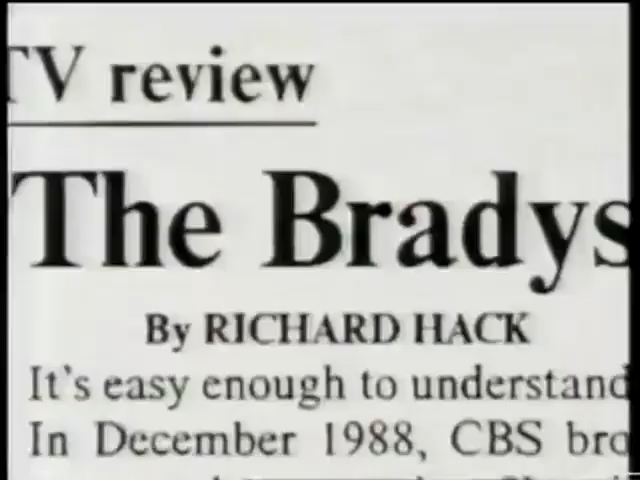 TV review
The Bradys
By RICHARD HACK
It's easy enough to understand
In December 1988, CBS bro